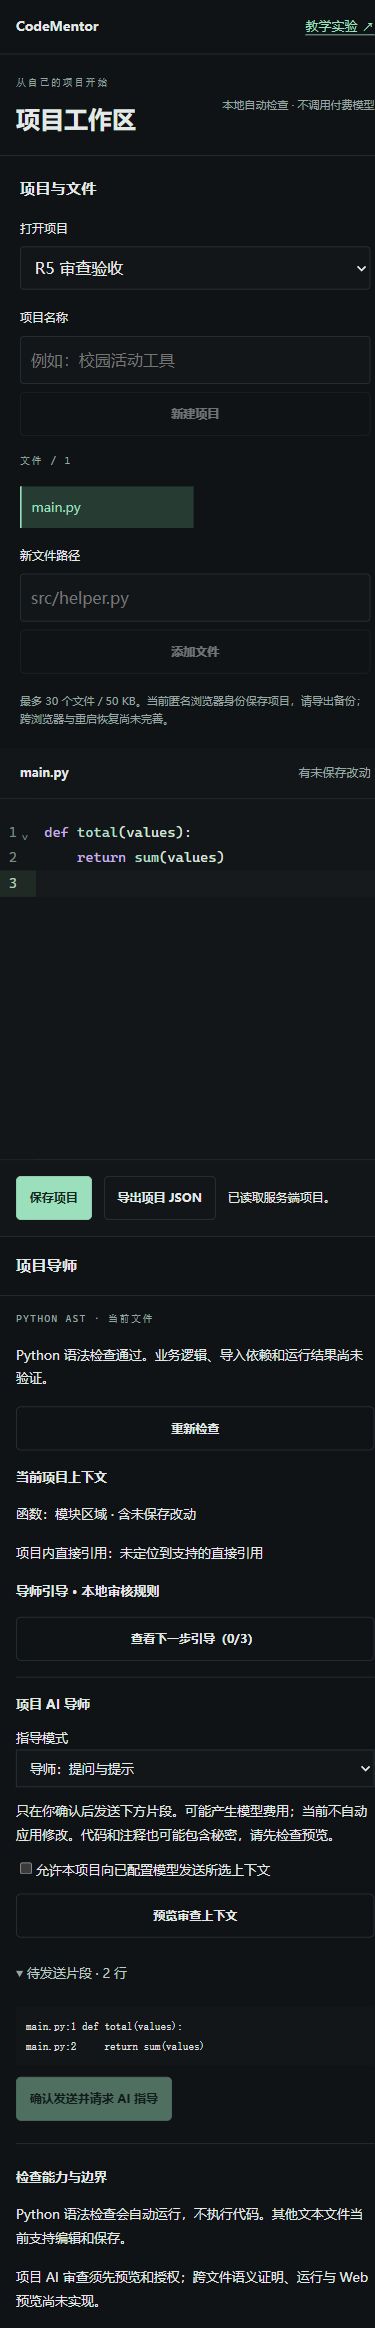 CodeMentor
教学实验 ↗
从自己的项目开始
项目工作区
本地自动检查 · 不调用付费模型
项目与文件
打开项目
R5 审查验收
项目名称
例如：校园活动工具
新建项目
文件 / 1
main.py
新文件路径
src/helper.py
添加文件
最多 30 个文件 / 50 KB。当前匿名浏览器身份保存项目，请导出备份；
跨浏览器与重启恢复尚未完善。
main.py
有未保存改动
1 def total(values):
2     return sum(values)
3
保存项目
导出项目 JSON
已读取服务端项目。
项目导师
PYTHON AST · 当前文件
Python 语法检查通过。业务逻辑、导入依赖和运行结果尚未
验证。
重新检查
当前项目上下文
函数：模块区域 · 含未保存改动
项目内直接引用：未定位到支持的直接引用
导师引导 · 本地审核规则
查看下一步引导（0/3）
项目 AI 导师
指导模式
导师：提问与提示
只在你确认后发送下方片段。可能产生模型费用；当前不自动
应用修改。代码和注释也可能包含秘密，请先检查预览。
允许本项目向已配置模型发送所选上下文
预览审查上下文
▾ 待发送片段 · 2 行
main.py:1 def total(values):
main.py:2     return sum(values)
确认发送并请求 AI 指导
检查能力与边界
Python 语法检查会自动运行，不执行代码。其他文本文件当
前支持编辑和保存。
项目 AI 审查须先预览和授权；跨文件语义证明、运行与 Web
预览尚未实现。